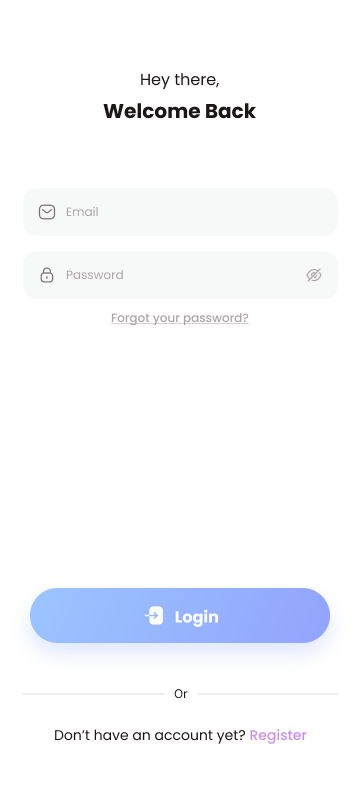 Hey there,
Welcome Back
Email
Password
Forgot your password?
Login
Or
Don’t have an account yet? Register